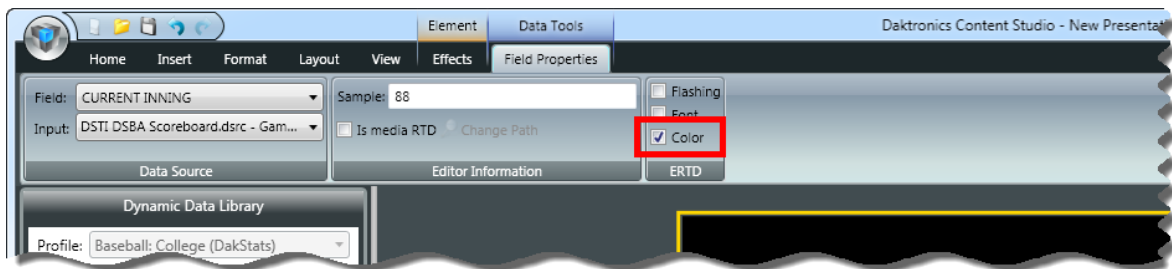 Element Data Tools Daktronics Content Studio - New Presentat
Home Insert Format Layout View Effects Field Properties
Field: CURRENT INNING Sample: 88 Flashing
Font
Input: DSTI DSBA Scoreboard.dsrc - Gam... Is media RTD Change Path
Color
Data Source Editor Information ERTD
Dynamic Data Library
Profile: Baseball: College (DakStats)